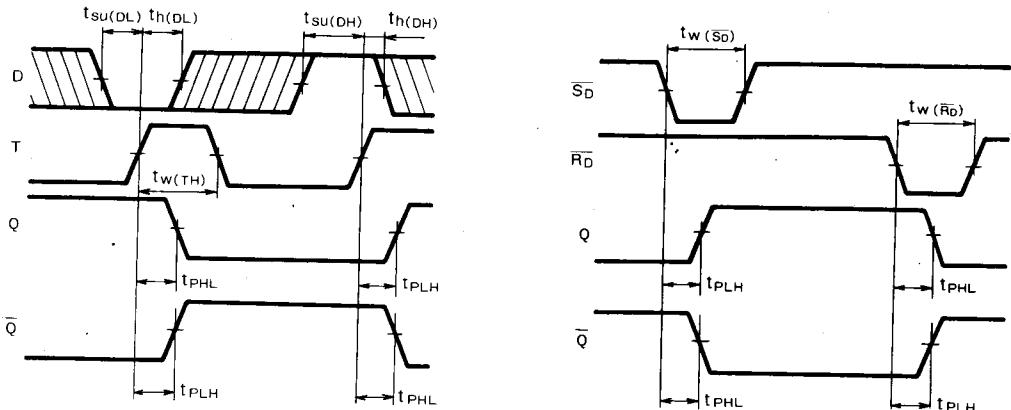 tsu(DL) th(DL) tsu(DH) th(DH)
D
T
tw(TH)
Q
tPHL tPLH
Q̅
tPLH tPHL
tw(S̅D̅)
S̅D̅
tw(R̅D̅)
R̅D̅
Q
tPLH tPHL
Q̅
tPHL tPLH